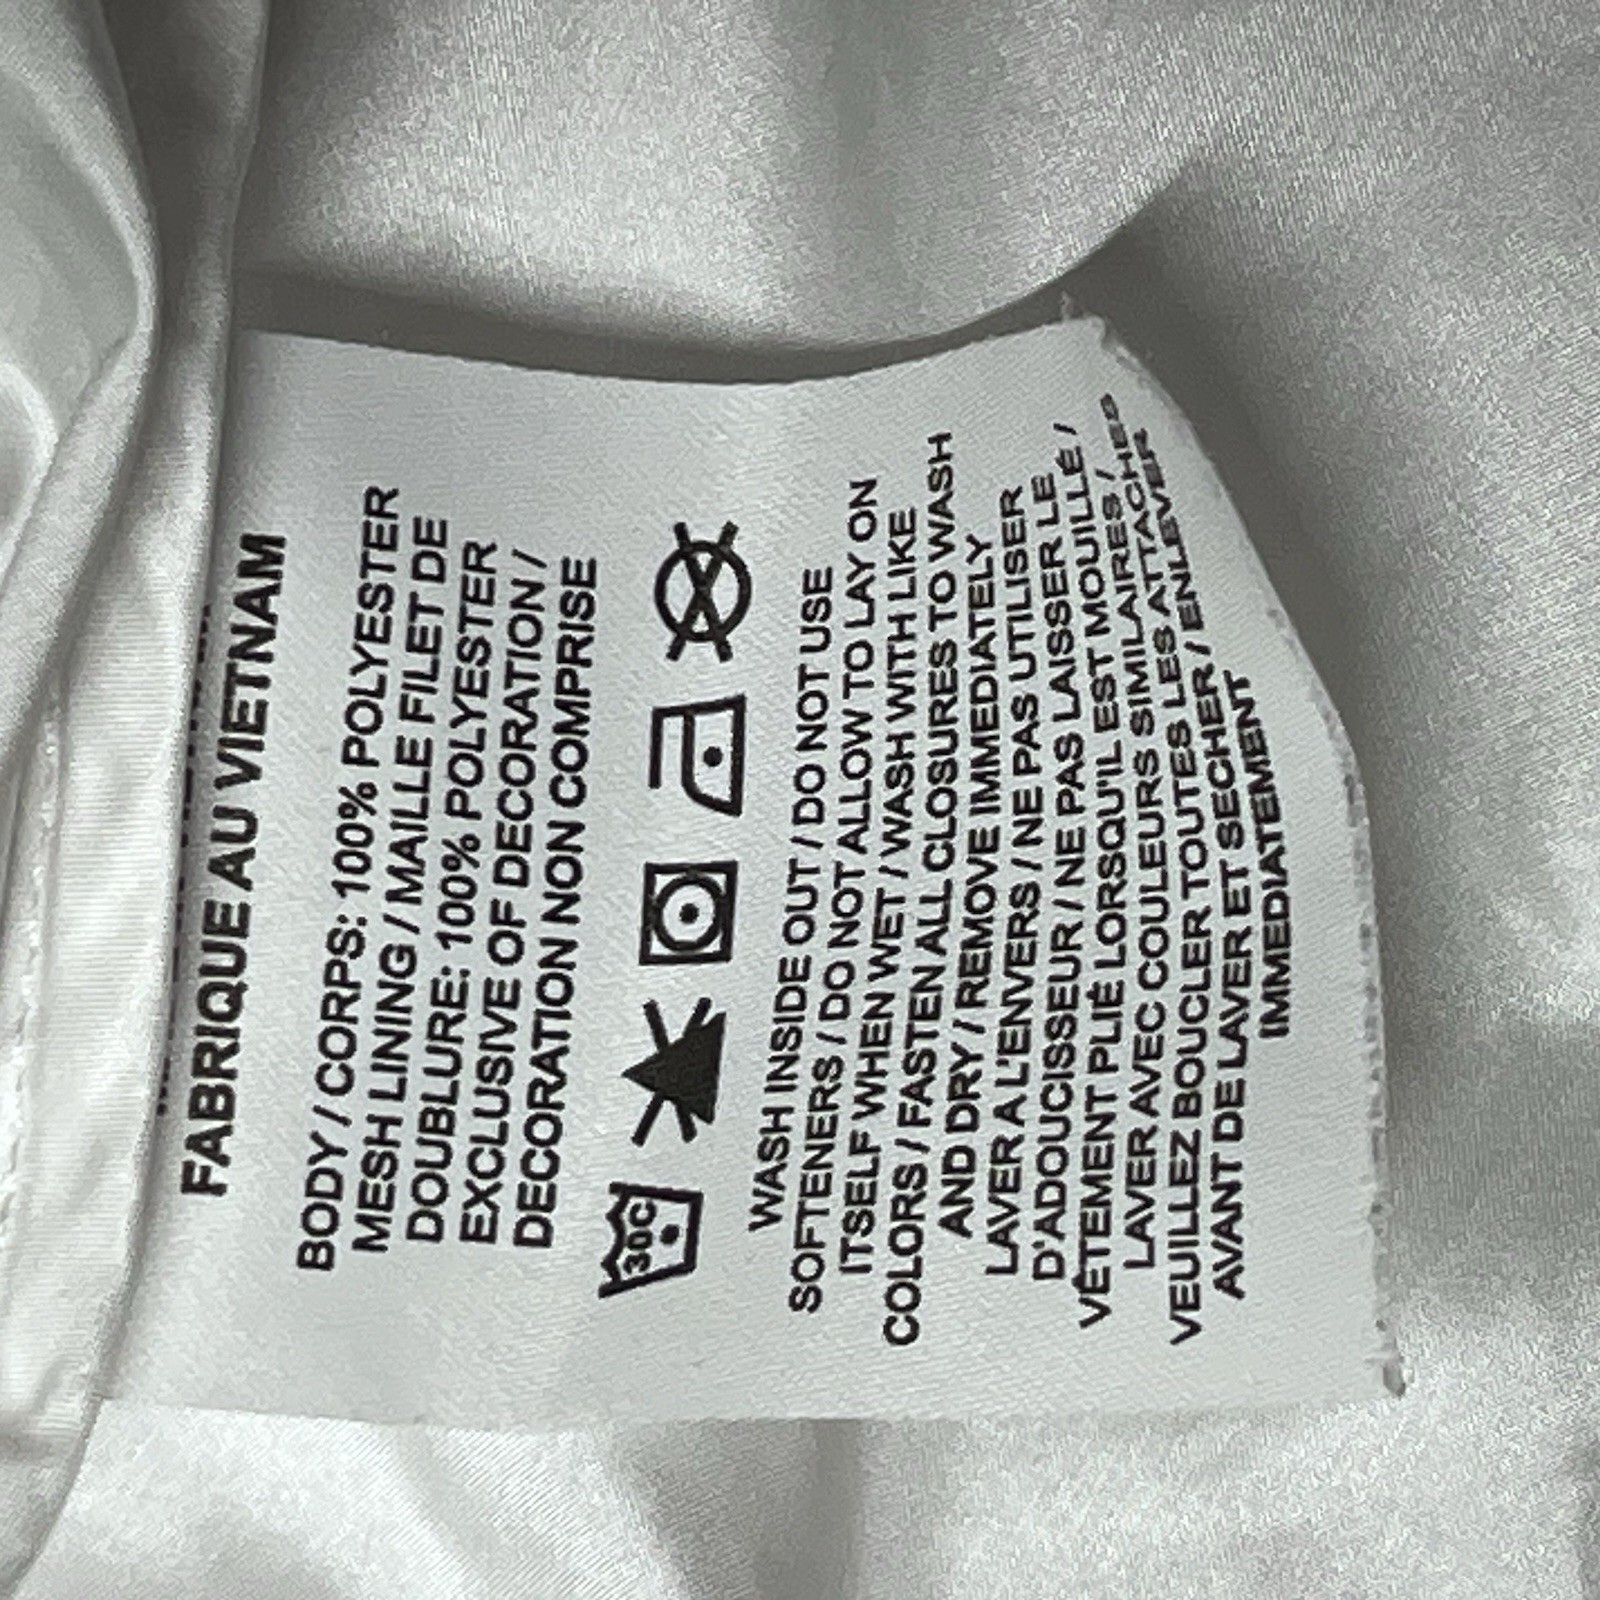 FABRIQUE AU VIETNAM
BODY / CORPS: 100% POLYESTER
MESH LINING / MAILLE FILET DE
DOUBLURE: 100% POLYESTER
EXCLUSIVE OF DECORATION /
DECORATION NON COMPRISE
30C
WASH INSIDE OUT / DO NOT USE
SOFTENERS / DO NOT ALLOW TO LAY ON
ITSELF WHEN WET / WASH WITH LIKE
COLORS / FASTEN ALL CLOSURES TO WASH
AND DRY / REMOVE IMMEDIATELY
LAVER A L'ENVERS / NE PAS UTILISER
D'ADOUCISSEUR / NE PAS LAISSER LE
VÊTEMENT PLIÉ LORSQU'IL EST MOUILLÉ /
LAVER AVEC COULEURS SIMILAIRES /
VEUILLEZ BOUCLER TOUTES LES ATTACHES
AVANT DE LAVER ET SECHER / ENLEVER
IMMEDIATEMENT